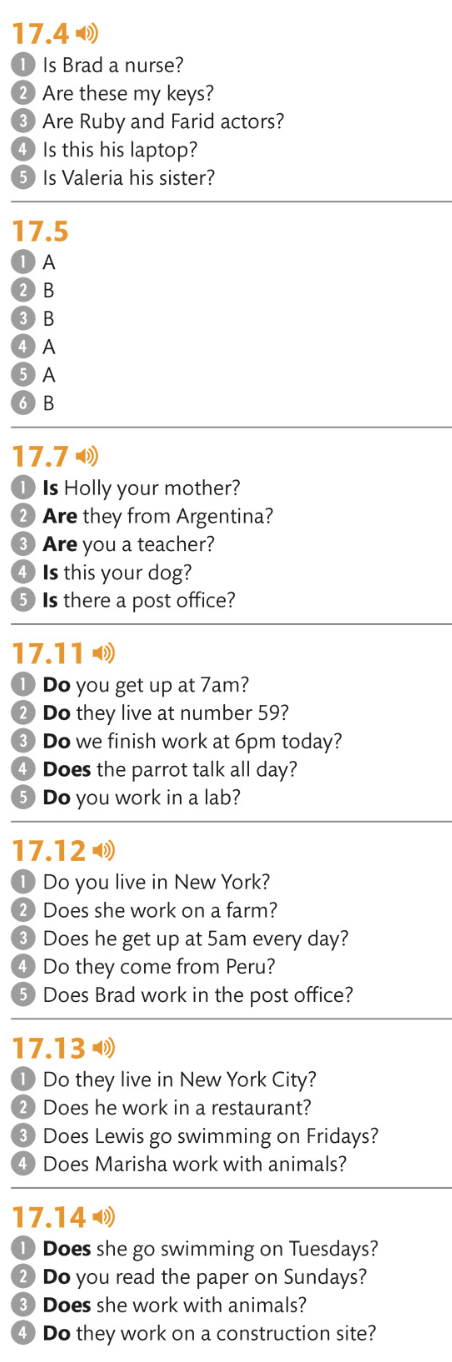 17.4
1 Is Brad a nurse?
2 Are these my keys?
3 Are Ruby and Farid actors?
4 Is this his laptop?
5 Is Valeria his sister?
17.5
1 A
2 B
3 B
4 A
5 A
6 B
17.7
1 Is Holly your mother?
2 Are they from Argentina?
3 Are you a teacher?
4 Is this your dog?
5 Is there a post office?
17.11
1 Do you get up at 7am?
2 Do they live at number 59?
3 Do we finish work at 6pm today?
4 Does the parrot talk all day?
5 Do you work in a lab?
17.12
1 Do you live in New York?
2 Does she work on a farm?
3 Does he get up at 5am every day?
4 Do they come from Peru?
5 Does Brad work in the post office?
17.13
1 Do they live in New York City?
2 Does he work in a restaurant?
3 Does Lewis go swimming on Fridays?
4 Does Marisha work with animals?
17.14
1 Does she go swimming on Tuesdays?
2 Do you read the paper on Sundays?
3 Does she work with animals?
4 Do they work on a construction site?